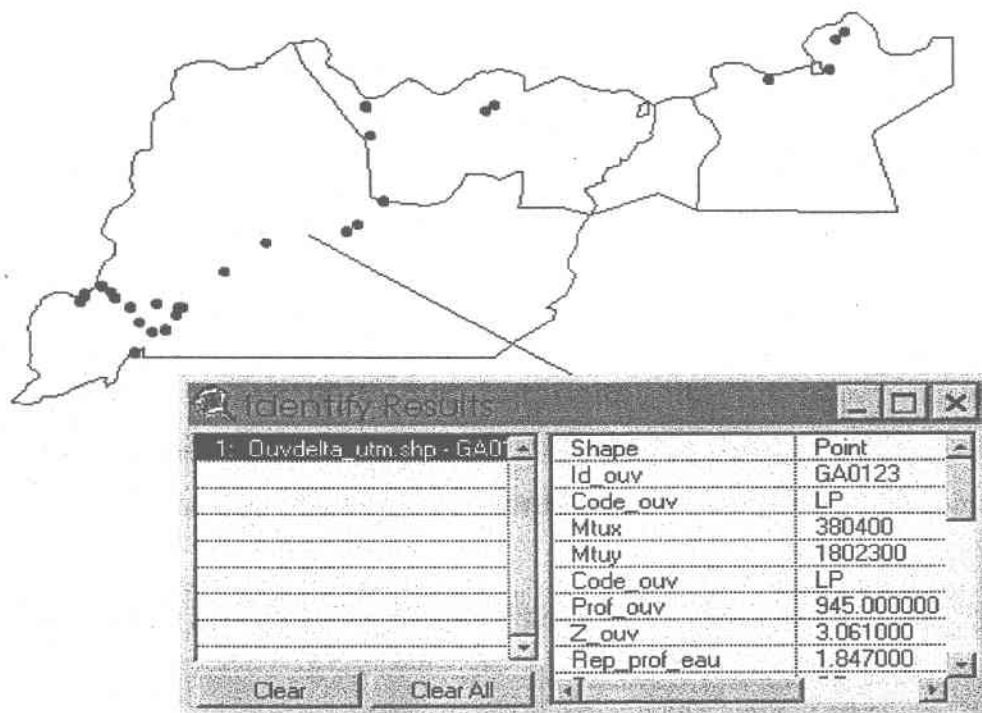 Identify Results
1: Ouvdelta_utm.shp - GA01
Shape Point
Id_ouv GA0123
Code_ouv LP
Mtux 380400
Mtuy 1802300
Code_ouv LP
Prof_ouv 945.000000
Z_ouv 3.061000
Rep_prof_eau 1.847000
Clear Clear All